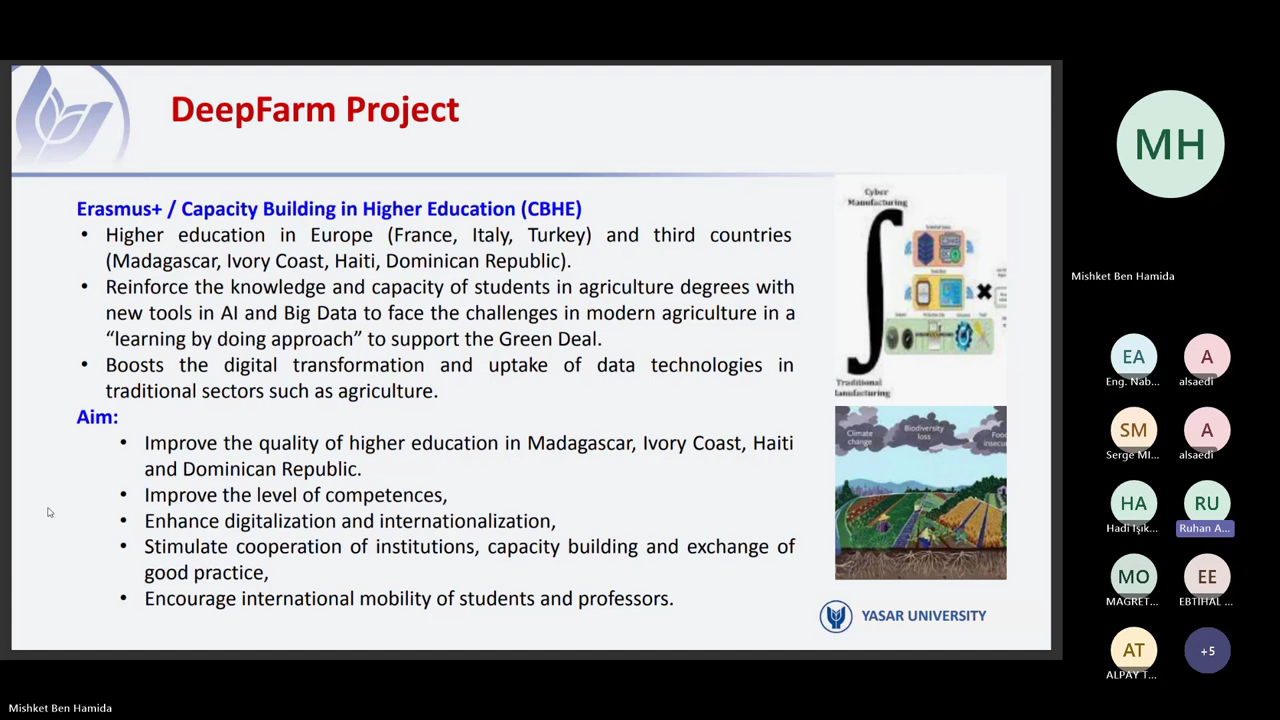 DeepFarm Project
Erasmus+ / Capacity Building in Higher Education (CBHE)
• Higher education in Europe (France, Italy, Turkey) and third countries
(Madagascar, Ivory Coast, Haiti, Dominican Republic).
• Reinforce the knowledge and capacity of students in agriculture degrees with
new tools in AI and Big Data to face the challenges in modern agriculture in a
“learning by doing approach” to support the Green Deal.
• Boosts the digital transformation and uptake of data technologies in
traditional sectors such as agriculture.
Aim:
• Improve the quality of higher education in Madagascar, Ivory Coast, Haiti
and Dominican Republic.
• Improve the level of competences,
• Enhance digitalization and internationalization,
• Stimulate cooperation of institutions, capacity building and exchange of
good practice,
• Encourage international mobility of students and professors.
Cyber
Manufacturing
Traditional
Manufacturing
Climate
change
Biodiversity
loss
Food
insecu
YASAR UNIVERSITY
MH
Mishket Ben Hamida
EA
A
Eng. Nab...
alsaedi
SM
A
Serge MI...
alsaedi
HA
RU
Hadi Işık...
Ruhan A...
MO
EE
MAGRET...
EBTIHAL ...
AT
+5
ALPAY T...
Mishket Ben Hamida